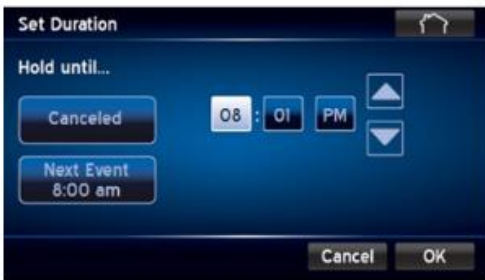 Set Duration
Hold until...
Canceled
08 : 01 PM
Next Event
8:00 am
Cancel OK